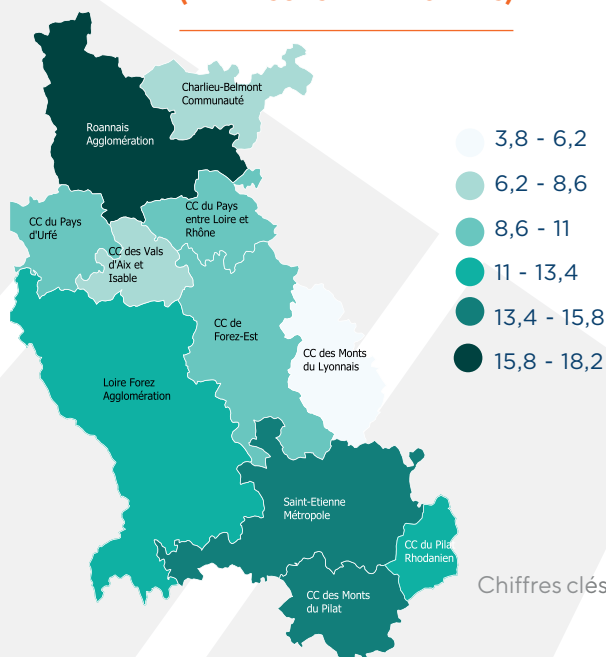 Charlieu-Belmont
Communauté
Roannais
Agglomération
CC du Pays
d'Urfé
CC du Pays
entre Loire et
Rhône
CC des Vals
d'Aix et
Isable
CC de
Forez-Est
CC des Monts
du Lyonnais
Loire Forez
Agglomération
Saint-Etienne
Métropole
CC du Pila
Rhodanien
CC des Monts
du Pilat
3,8 - 6,2
6,2 - 8,6
8,6 - 11
11 - 13,4
13,4 - 15,8
15,8 - 18,2
Chiffres clés